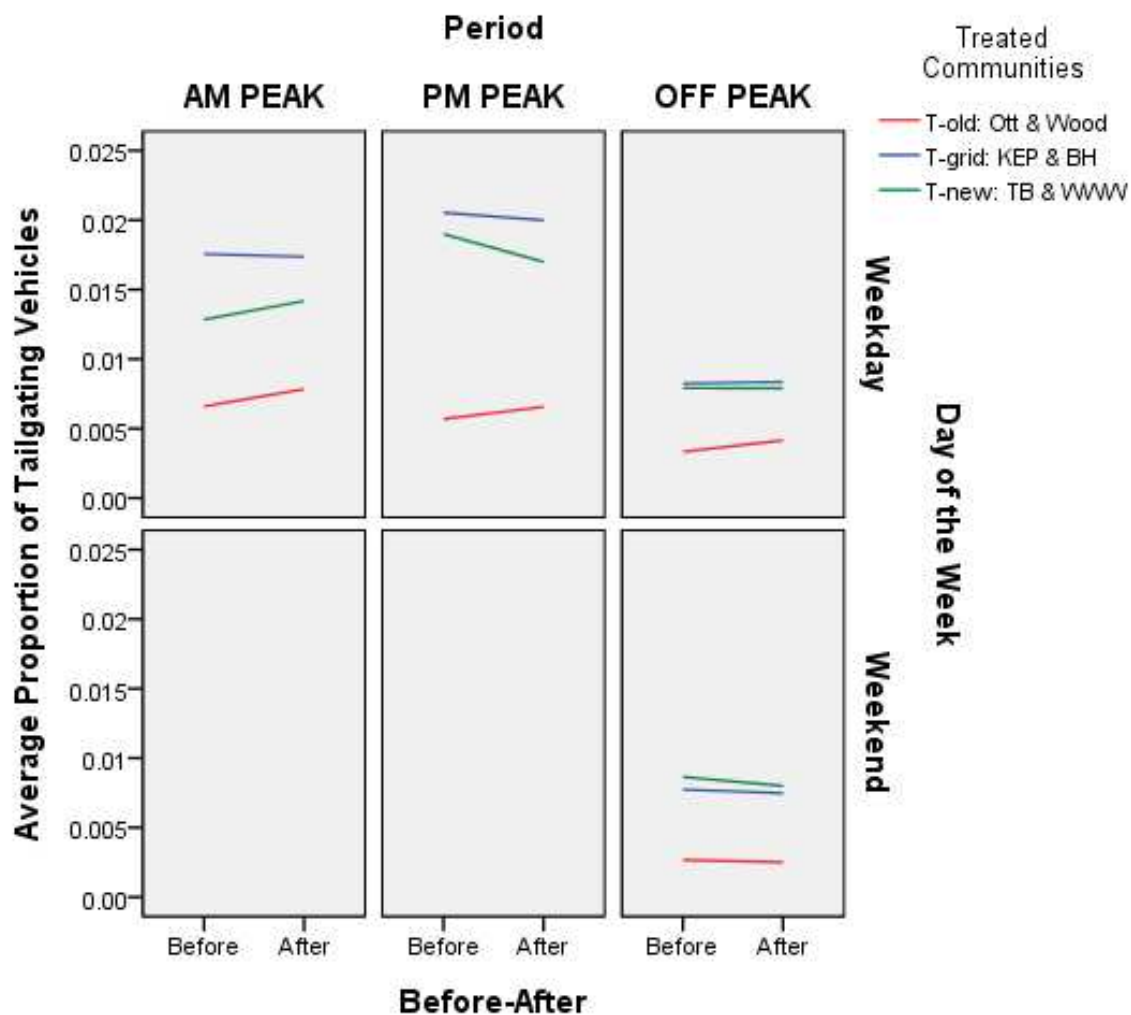 Period
AM PEAK PM PEAK OFF PEAK
Treated
Communities
T-old: Ott & Wood
T-grid: KEP & BH
T-new: TB & WWW
Average Proportion of Tailgating Vehicles
0.025
0.02
0.015
0.01
0.005
0.00
Weekday
0.025
0.02
0.015
0.01
0.005
0.00
Weekend
Day of the Week
Before After Before After Before After
Before-After